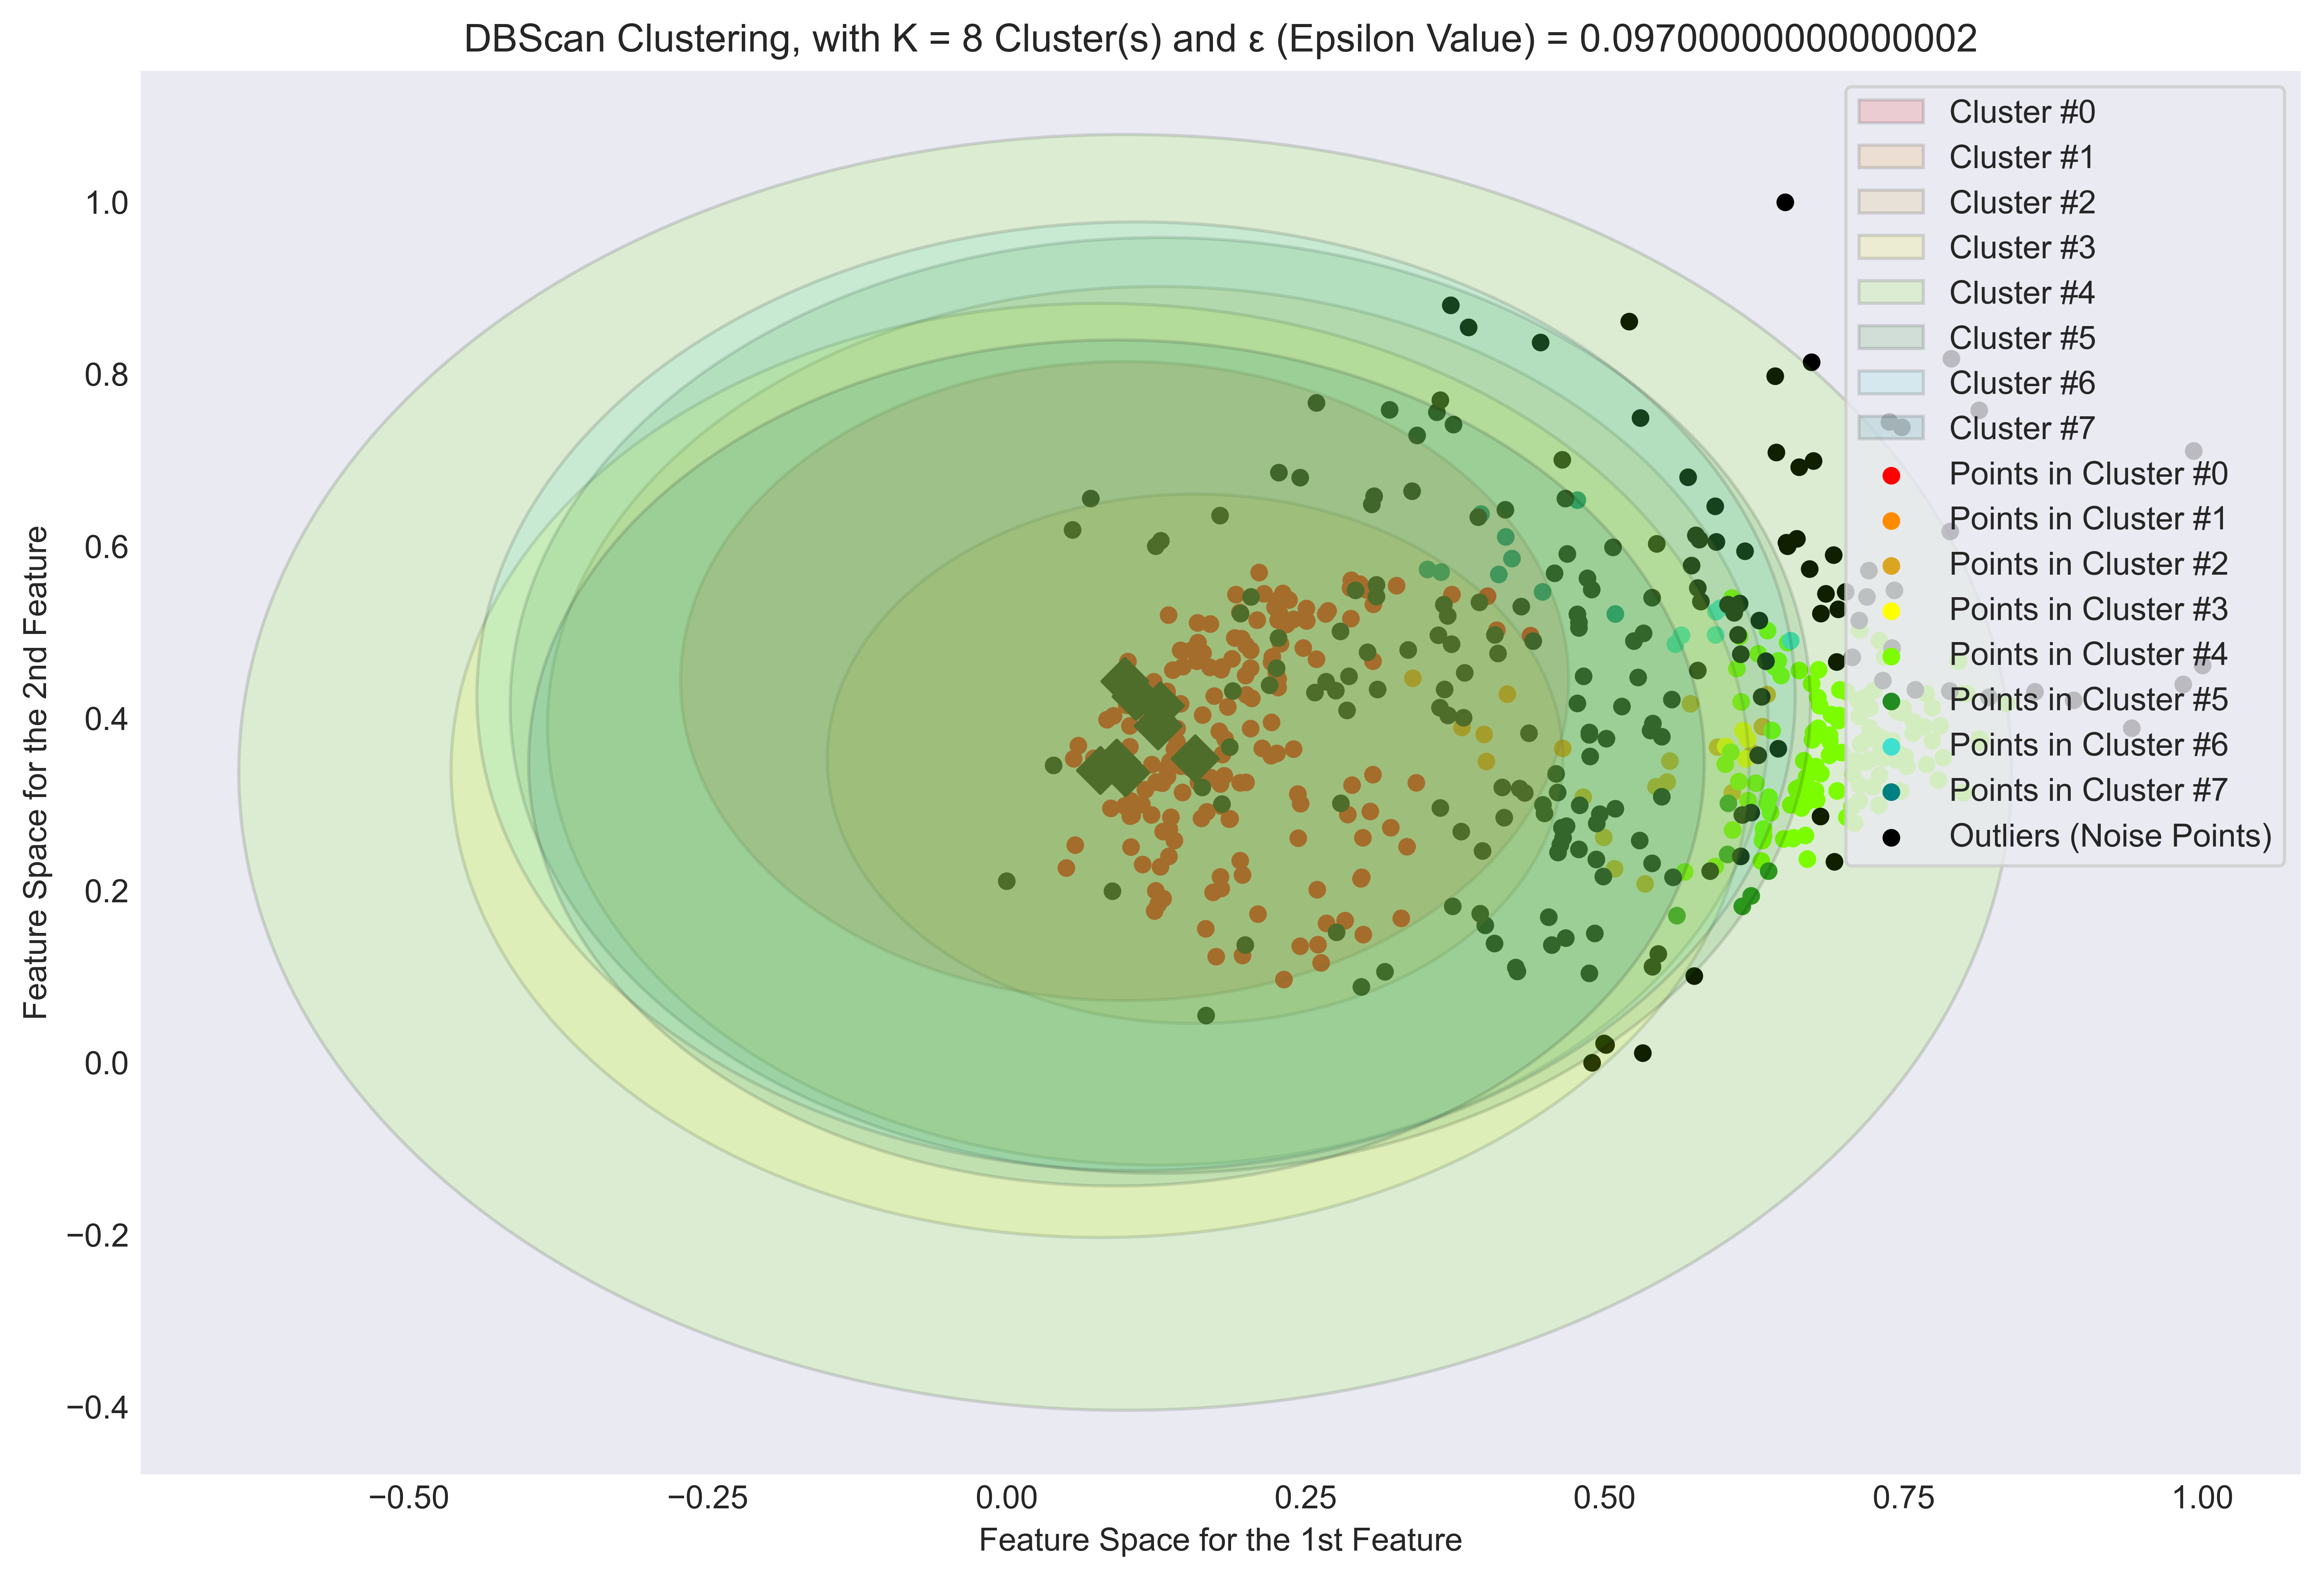 DBScan Clustering, with K = 8 Cluster(s) and ε (Epsilon Value) = 0.09700000000000002
Cluster #0
Cluster #1
Cluster #2
Cluster #3
Cluster #4
Cluster #5
Cluster #6
Cluster #7
Points in Cluster #0
Points in Cluster #1
Points in Cluster #2
Points in Cluster #3
Points in Cluster #4
Points in Cluster #5
Points in Cluster #6
Points in Cluster #7
Outliers (Noise Points)
Feature Space for the 2nd Feature
1.0
0.8
0.6
0.4
0.2
0.0
−0.2
−0.4
−0.50 −0.25 0.00 0.25 0.50 0.75 1.00
Feature Space for the 1st Feature